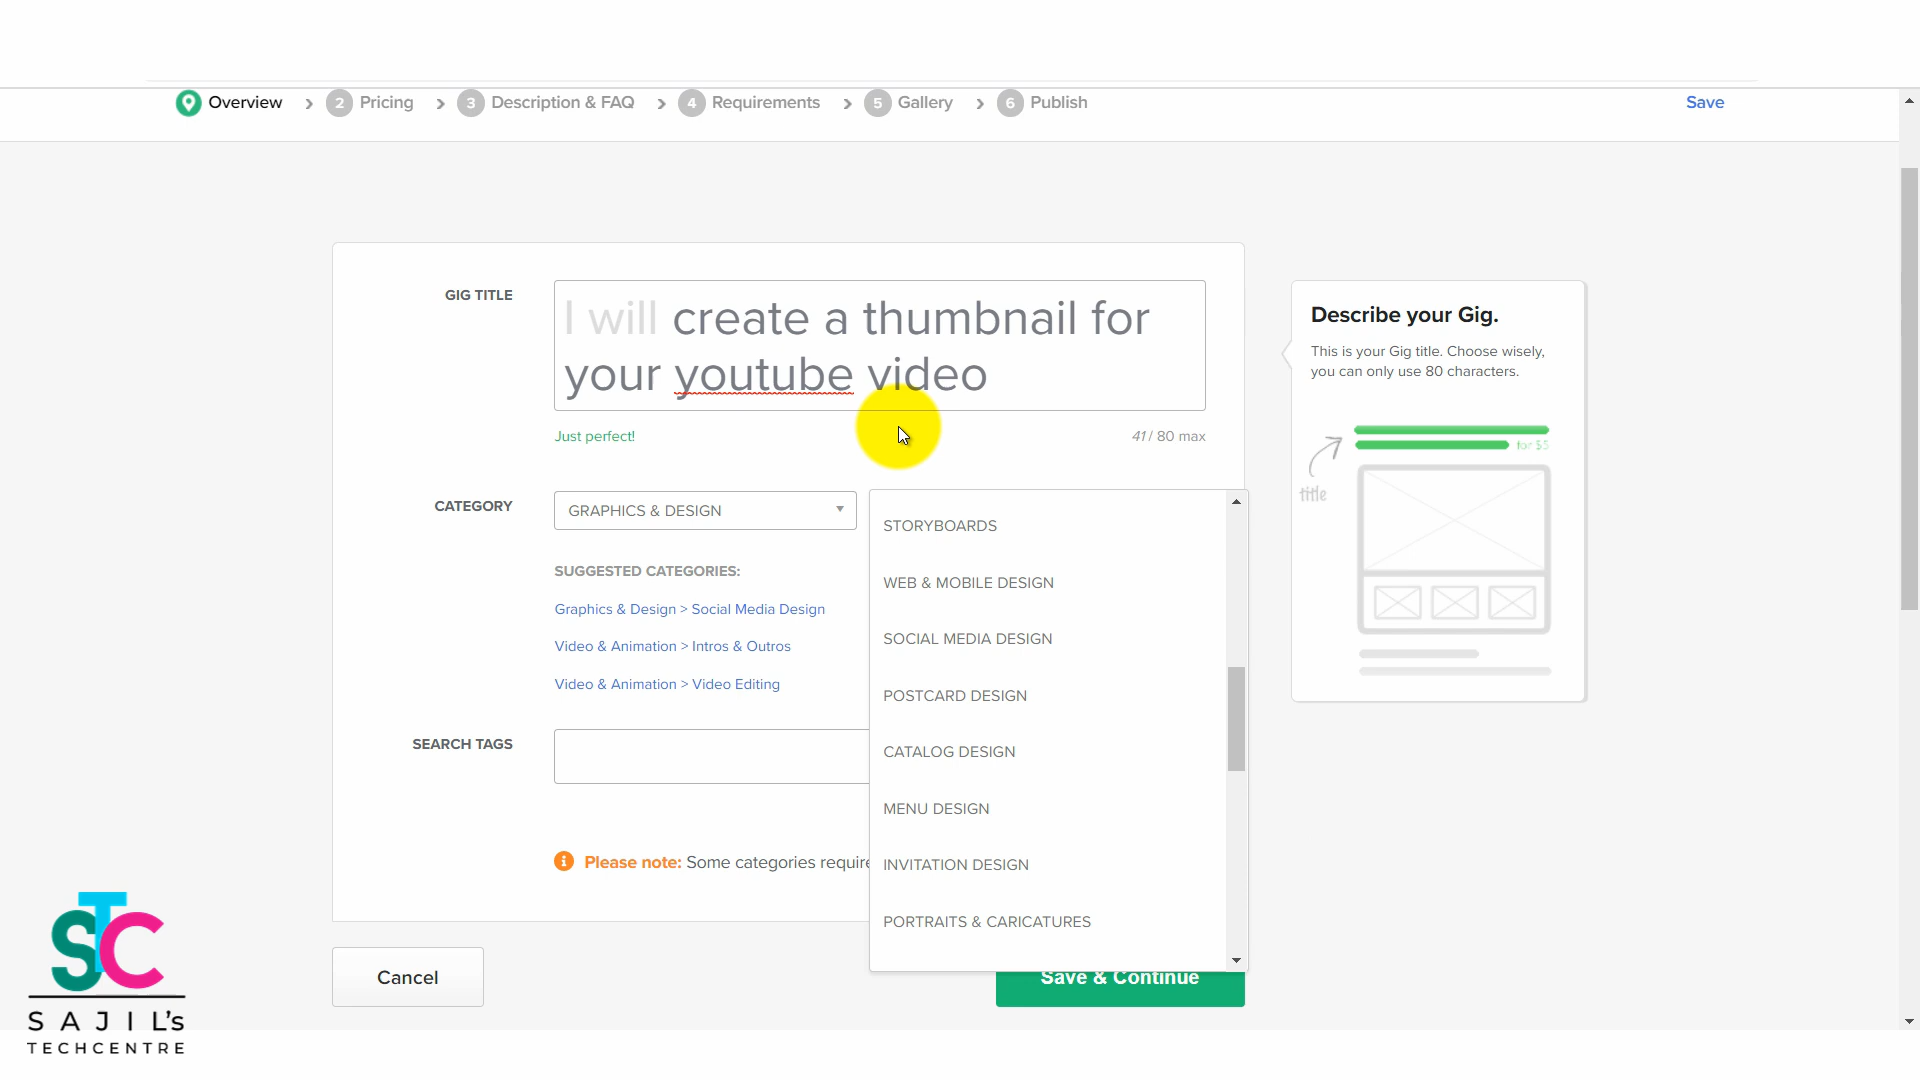 Overview > 2 Pricing > 3 Description & FAQ > 4 Requirements > 5 Gallery > 6 Publish
Save
GIG TITLE
I will create a thumbnail for
your youtube video
Just perfect!
41 / 80 max
CATEGORY
GRAPHICS & DESIGN
SUGGESTED CATEGORIES:
Graphics & Design > Social Media Design
Video & Animation > Intros & Outros
Video & Animation > Video Editing
STORYBOARDS
WEB & MOBILE DESIGN
SOCIAL MEDIA DESIGN
POSTCARD DESIGN
CATALOG DESIGN
MENU DESIGN
INVITATION DESIGN
PORTRAITS & CARICATURES
SEARCH TAGS
Please note: Some categories require
Cancel
Save & Continue
Describe your Gig.
This is your Gig title. Choose wisely,
you can only use 80 characters.
for $5
title
STC
SAJIL's
TECHCENTRE